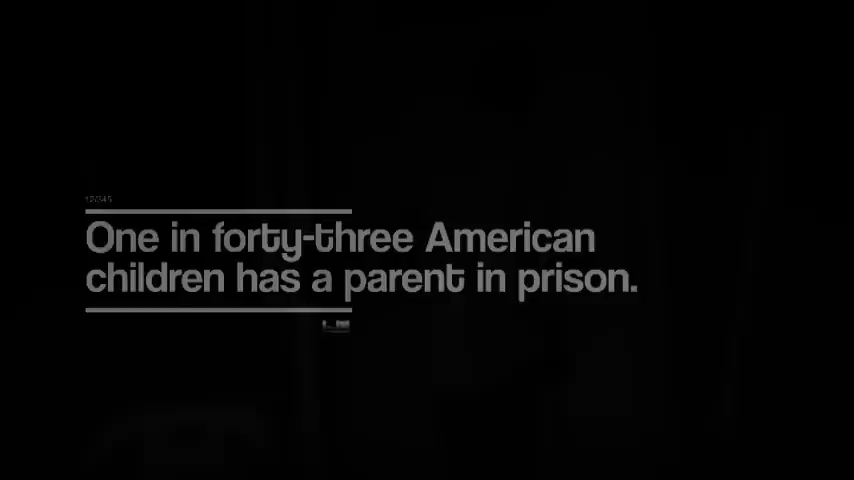 One in forty-three American
children has a parent in prison.